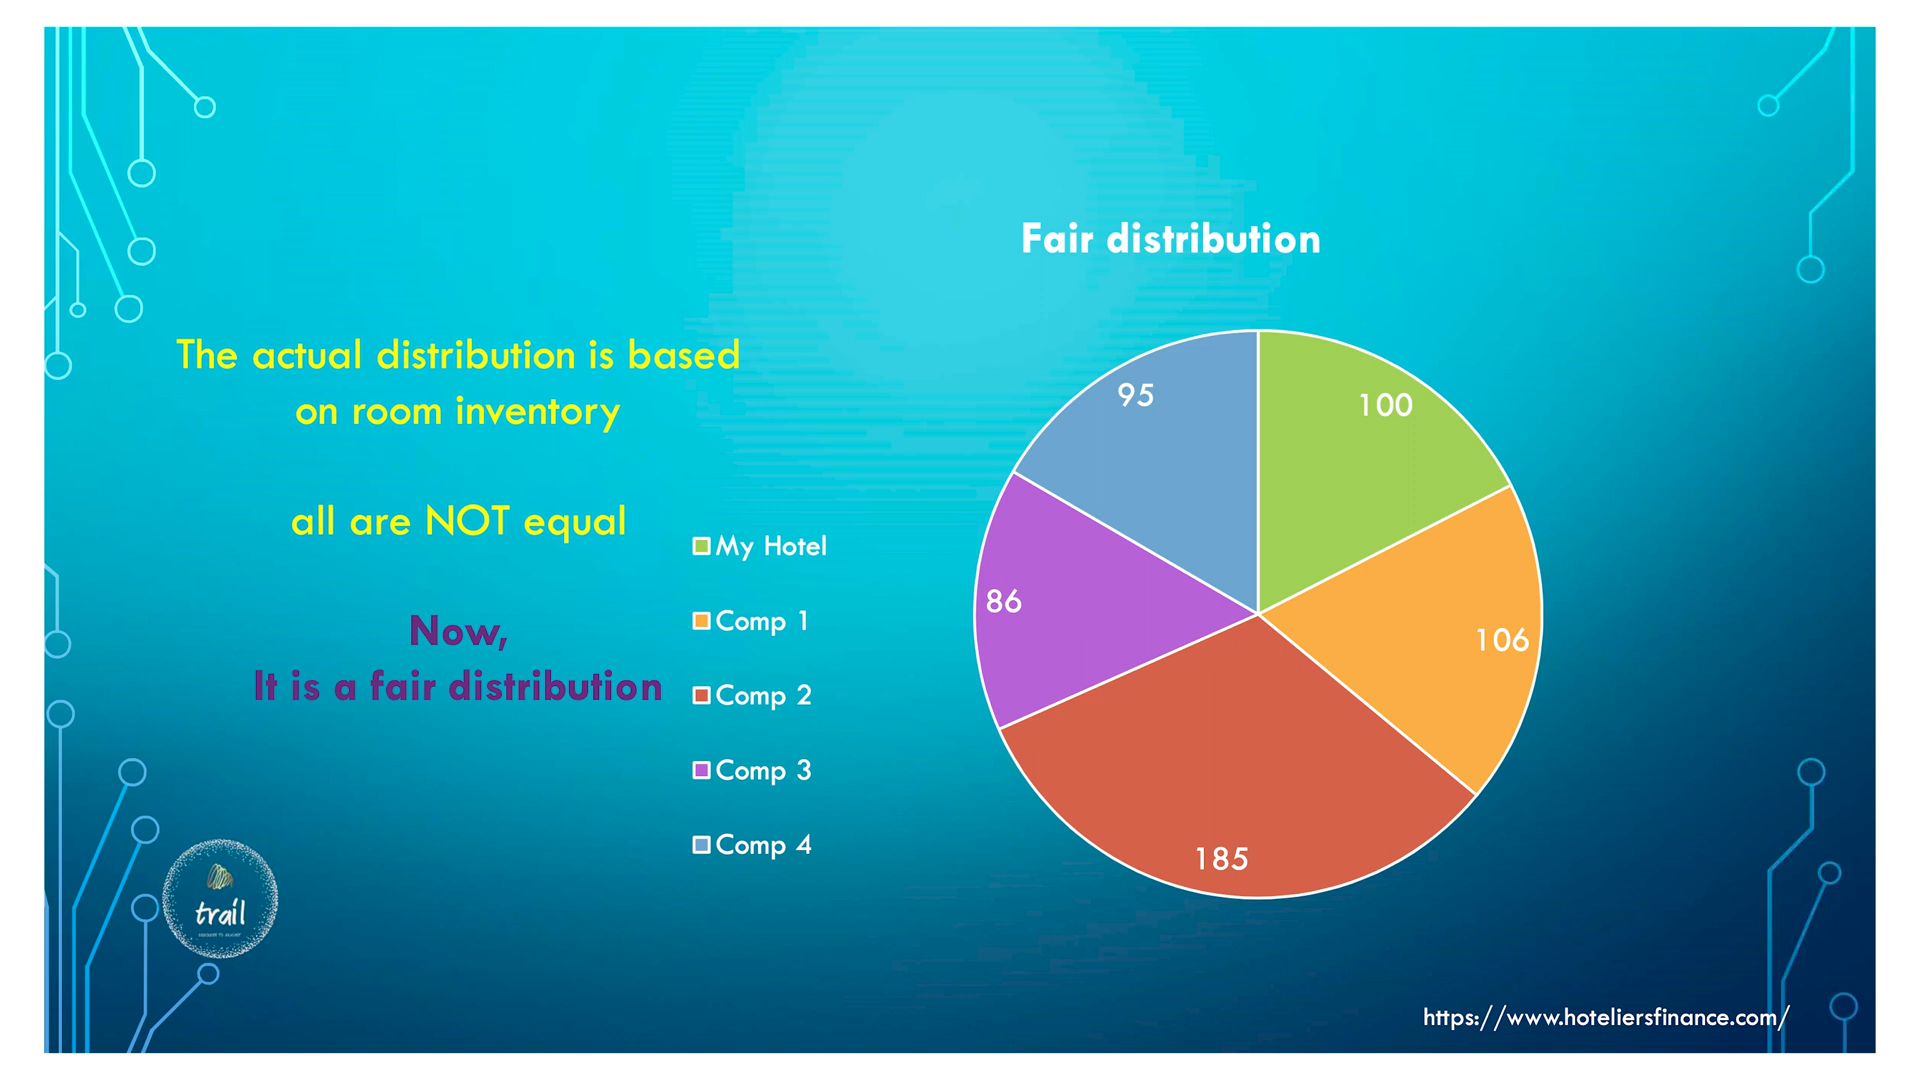 Fair distribution
The actual distribution is based
on room inventory
all are NOT equal
Now,
It is a fair distribution
My Hotel
Comp 1
Comp 2
Comp 3
Comp 4
95
100
86
106
185
trail
https://www.hoteliersfinance.com/